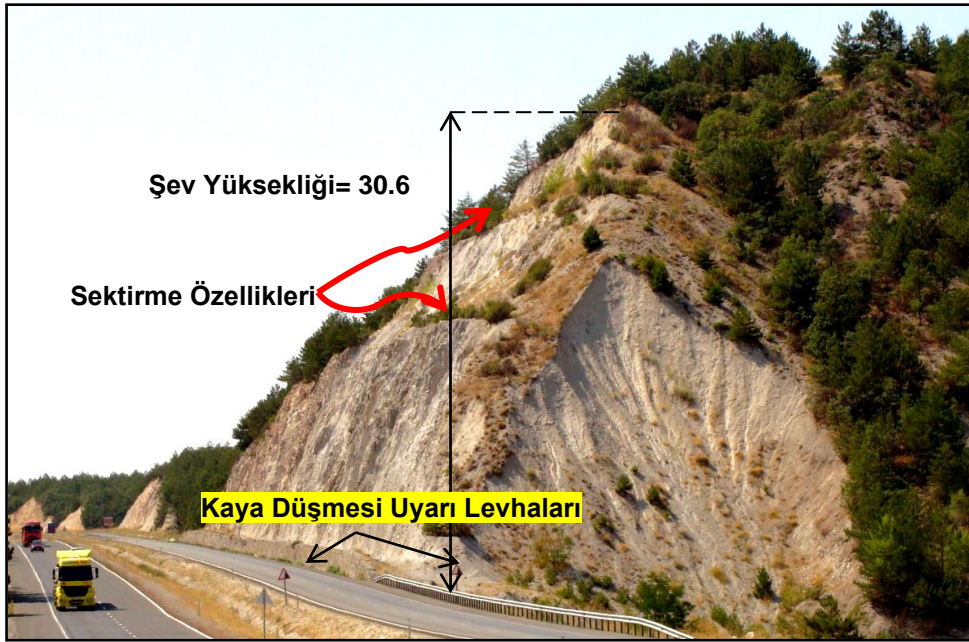 Şev Yüksekliği= 30.6
Sektirme Özellikleri
Kaya Düşmesi Uyarı Levhaları